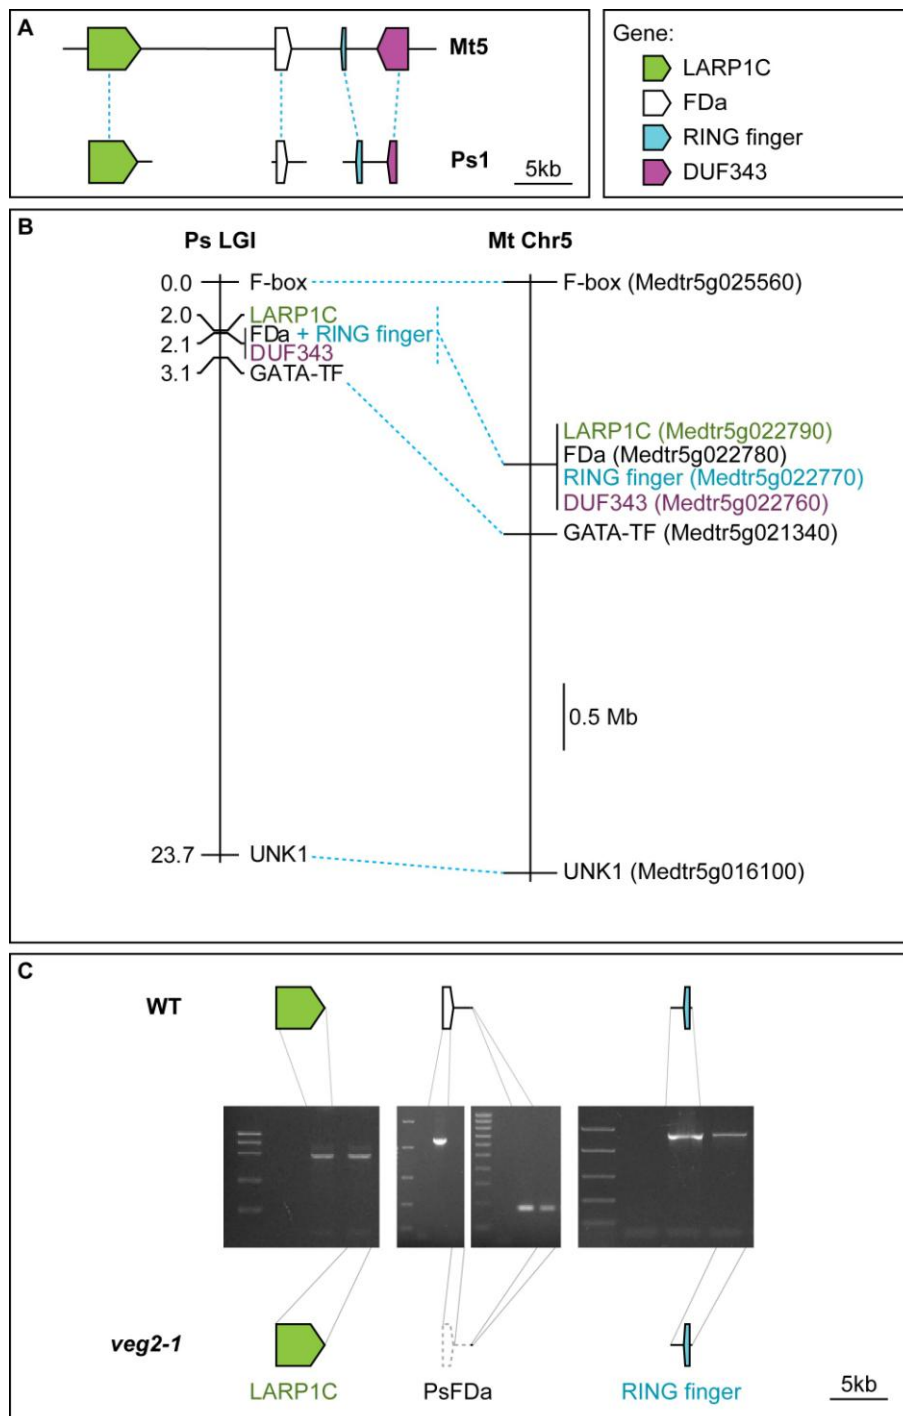 A
Mt5
Ps1
5kb
Gene:
LARP1C
FDa
RING finger
DUF343
B
Ps LGI
Mt Chr5
0.0
F-box
F-box (Medtr5g025560)
2.0
LARP1C
FDa + RING finger
2.1
DUF343
3.1
GATA-TF
LARP1C (Medtr5g022790)
FDa (Medtr5g022780)
RING finger (Medtr5g022770)
DUF343 (Medtr5g022760)
GATA-TF (Medtr5g021340)
0.5 Mb
23.7
UNK1
UNK1 (Medtr5g016100)
C
WT
veg2-1
LARP1C
PsFDa
RING finger
5kb